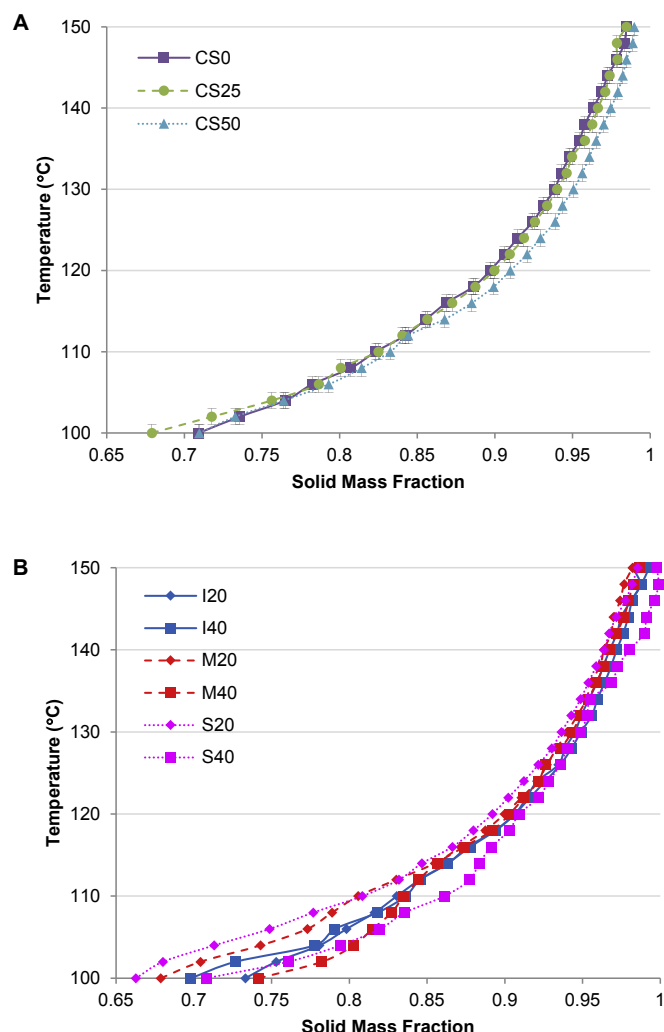 A
150
140
130
120
110
100
Temperature (°C)
CS0
CS25
CS50
0.65 0.7 0.75 0.8 0.85 0.9 0.95 1
Solid Mass Fraction
B
150
140
130
120
110
100
Temperature (°C)
I20
I40
M20
M40
S20
S40
0.65 0.7 0.75 0.8 0.85 0.9 0.95 1
Solid Mass Fraction